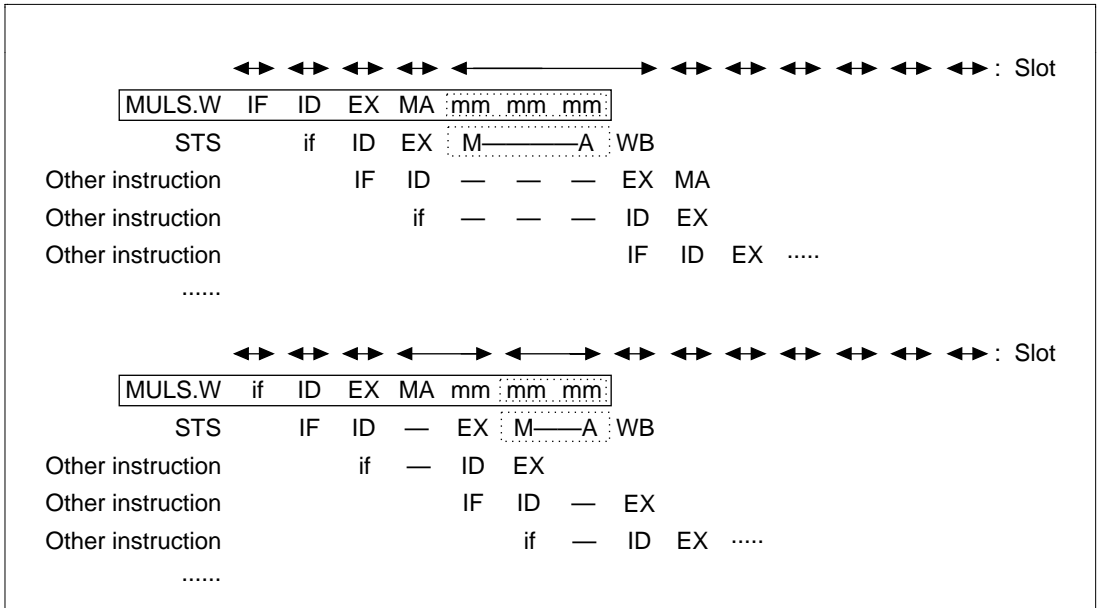 : Slot
MULS.W IF ID EX MA mm mm mm
STS if ID EX M————A WB
Other instruction IF ID — — — EX MA
Other instruction if — — — ID EX
Other instruction IF ID EX .....
......
: Slot
MULS.W if ID EX MA mm mm mm
STS IF ID — EX M——A WB
Other instruction if — ID EX
Other instruction IF ID — EX
Other instruction if — ID EX .....
......